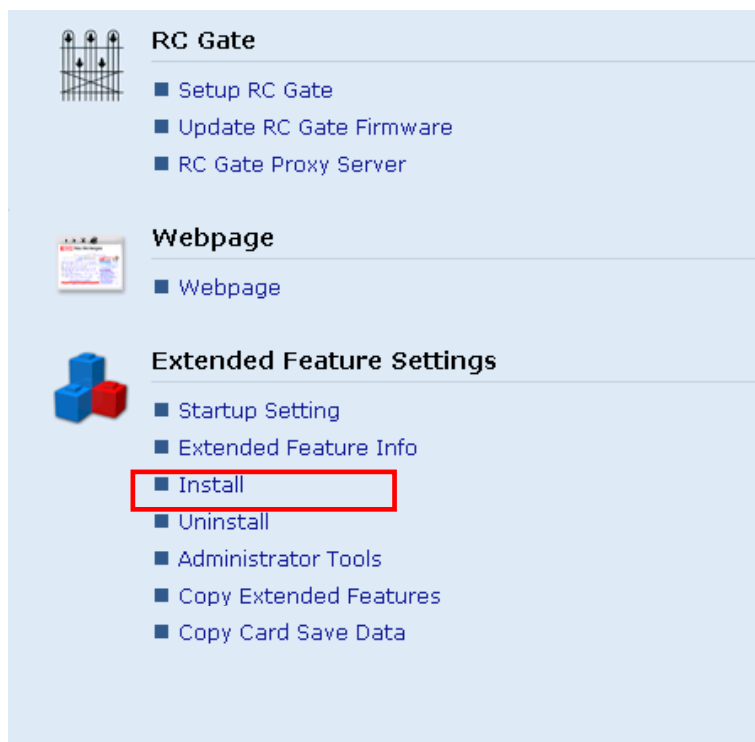 RC Gate
Setup RC Gate
Update RC Gate Firmware
RC Gate Proxy Server
Webpage
Webpage
Extended Feature Settings
Startup Setting
Extended Feature Info
Install
Uninstall
Administrator Tools
Copy Extended Features
Copy Card Save Data